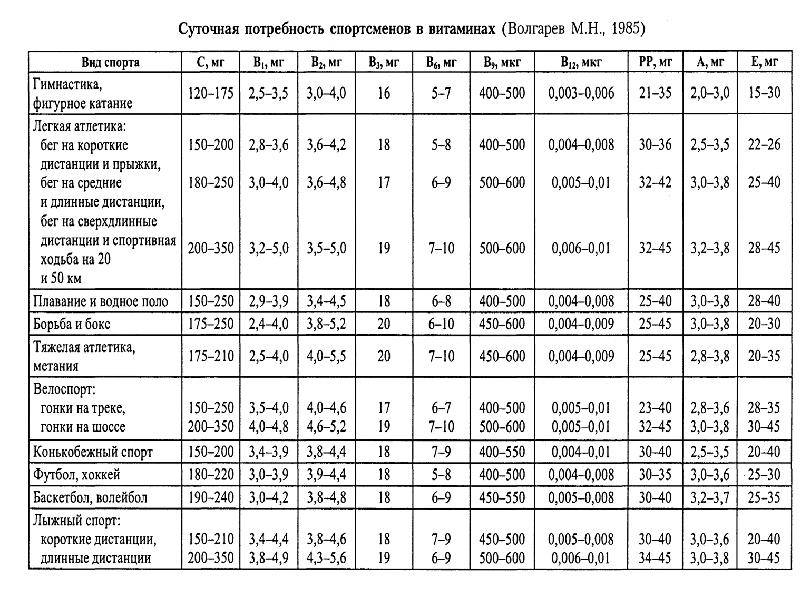 Суточная потребность спортсменов в витаминах (Волгарев М.Н., 1985)
Вид спорта С, мг B₁, мг B₂, мг B₃, мг B₆, мг B₉, мкг B₁₂, мкг РР, мг А, мг Е, мг
Гимнастика,
фигурное катание 120–175 2,5–3,5 3,0–4,0 16 5–7 400–500 0,003–0,006 21–35 2,0–3,0 15–30
Легкая атлетика:
бег на короткие 150–200 2,8–3,6 3,6–4,2 18 5–8 400–500 0,004–0,008 30–36 2,5–3,5 22–26
дистанции и прыжки,
бег на средние 180–250 3,0–4,0 3,6–4,8 17 6–9 500–600 0,005–0,01 32–42 3,0–3,8 25–40
и длинные дистанции,
бег на сверхдлинные
дистанции и спортивная
ходьба на 20 200–350 3,2–5,0 3,5–5,0 19 7–10 500–600 0,006–0,01 32–45 3,2–3,8 28–45
и 50 км
Плавание и водное поло 150–250 2,9–3,9 3,4–4,5 18 6–8 400–500 0,004–0,008 25–40 3,0–3,8 28–40
Борьба и бокс 175–250 2,4–4,0 3,8–5,2 20 6–10 450–600 0,004–0,009 25–45 3,0–3,8 20–30
Тяжелая атлетика,
метания 175–210 2,5–4,0 4,0–5,5 20 7–10 450–600 0,004–0,009 25–45 2,8–3,8 20–35
Велоспорт:
гонки на треке, 150–250 3,5–4,0 4,0–4,6 17 6–7 400–500 0,005–0,01 23–40 2,8–3,6 28–35
гонки на шоссе 200–350 4,0–4,8 4,6–5,2 19 7–10 500–600 0,005–0,01 32–45 3,0–3,8 30–45
Конькобежный спорт 150–200 3,4–3,9 3,8–4,4 18 7–9 400–550 0,004–0,01 30–40 2,5–3,5 20–40
Футбол, хоккей 180–220 3,0–3,9 3,9–4,4 18 5–8 400–500 0,004–0,008 30–35 3,0–3,6 25–30
Баскетбол, волейбол 190–240 3,0–4,2 3,8–4,8 18 6–9 450–550 0,005–0,008 30–40 3,2–3,7 25–35
Лыжный спорт:
короткие дистанции, 150–210 3,4–4,4 3,8–4,6 18 7–9 450–500 0,005–0,008 30–40 3,0–3,6 20–40
длинные дистанции 200–350 3,8–4,9 4,3–5,6 19 6–9 500–600 0,006–0,01 34–45 3,0–3,8 30–45